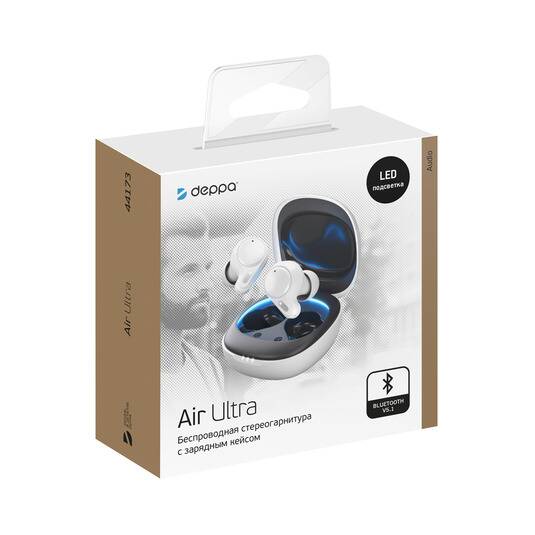 deppa
LED
подсветка
Audio
44173
Air Ultra
Air Ultra
Беспроводная стереогарнитура
с зарядным кейсом
BLUETOOTH
V5.1